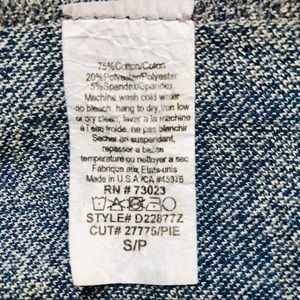 75%Cotton/Coton
20%Polyester/Polyester
5%Spandex/Spandex
Machine wash cold water
no bleach, hang to dry, iron low
or dry clean, laver a la machine
a l'eau froide, ne pas blanchir
Secher en suspendant,
repasser a basse
temperature ou nettoyer
Fabrique aux Etats-unis
Made in U.S.A /CA #45376
RN # 73023
STYLE# D22877Z
CUT# 27775/PIE
S/P